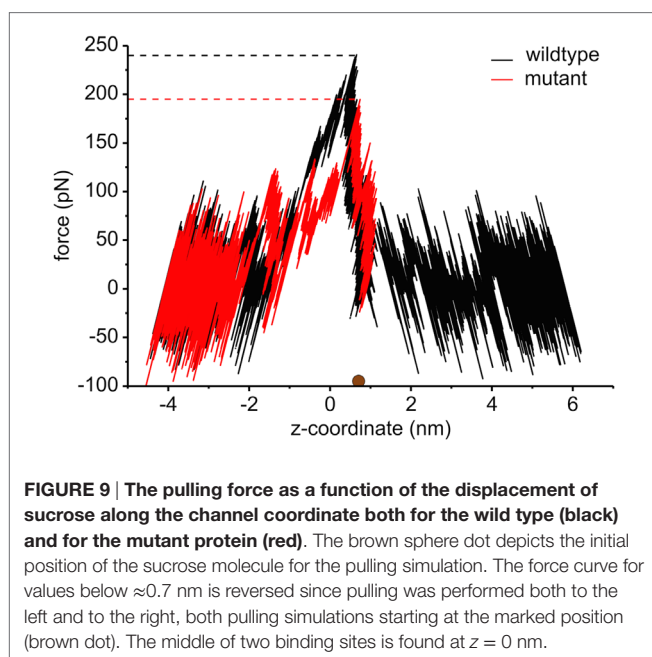 250
200
150
100
50
0
-50
-100
force (pN)
wildtype
mutant
-4 -2 0 2 4 6
z-coordinate (nm)
FIGURE 9 | The pulling force as a function of the displacement of
sucrose along the channel coordinate both for the wild type (black)
and for the mutant protein (red). The brown sphere dot depicts the initial
position of the sucrose molecule for the pulling simulation. The force curve for
values below ≈0.7 nm is reversed since pulling was performed both to the
left and to the right, both pulling simulations starting at the marked position
(brown dot). The middle of two binding sites is found at z = 0 nm.